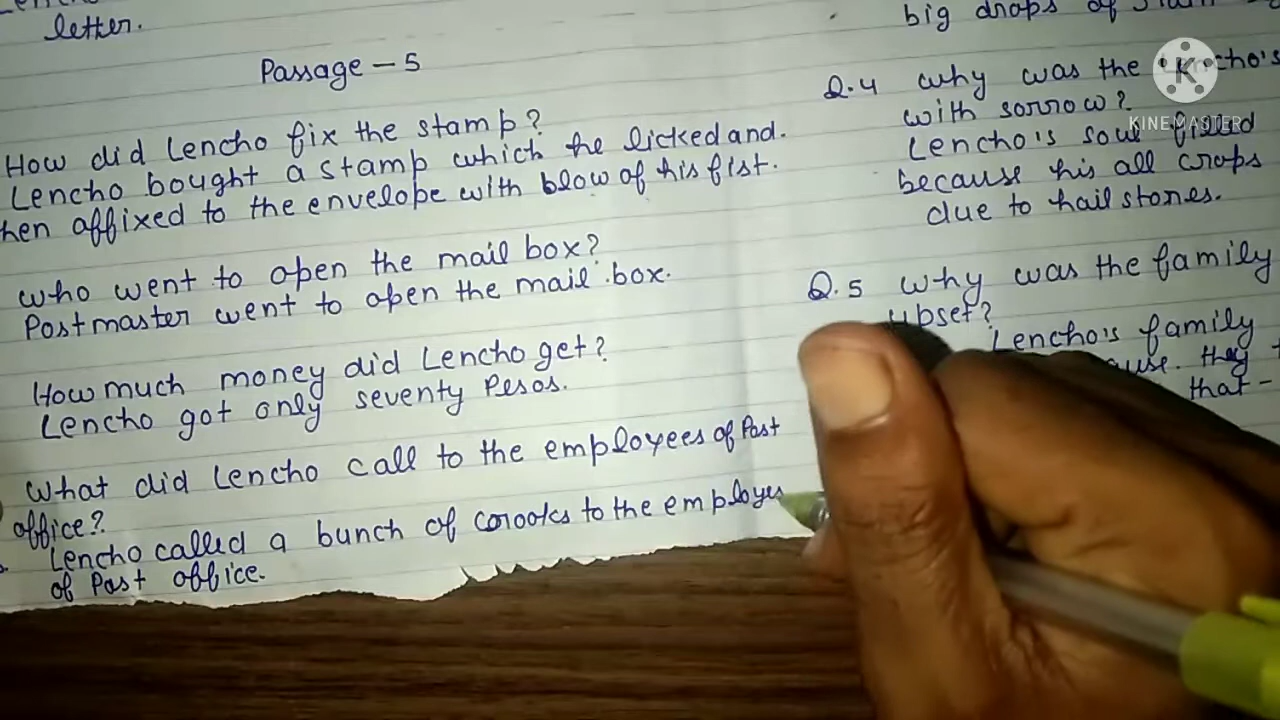 letter.
Passage - 5
How did Lencho fix the stamp?
Lencho bought a stamp which he licked and.
hen affixed to the envelope with blow of his fist.
who went to open the mail box?
Postmaster went to open the mail box.
How much money did Lencho get?
Lencho got only seventy Pesos.
What did Lencho call to the employees of Post
office?
Lencho called a bunch of crooks to the employes
of Post office.
big drops of
Q.4 why was the
with sorrow?
Lencho's soul filled
because his all crops
due to hail stones.
Q.5 why was the family
upset?
Lencho's family
they
that -
K
KINEMASTER